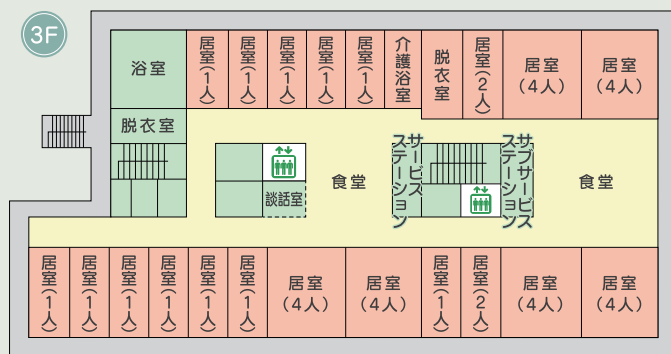 3F
浴室
居室(1人)
居室(1人)
居室(1人)
居室(1人)
居室(1人)
介護浴室
脱衣室
居室(2人)
居室
(4人)
居室
(4人)
脱衣室
食堂
サービス
ステーション
サブサービス
ステーション
食堂
談話室
居室(1人)
居室(1人)
居室(1人)
居室(1人)
居室(1人)
居室(1人)
居室
(4人)
居室
(4人)
居室(1人)
居室(2人)
居室
(4人)
居室
(4人)